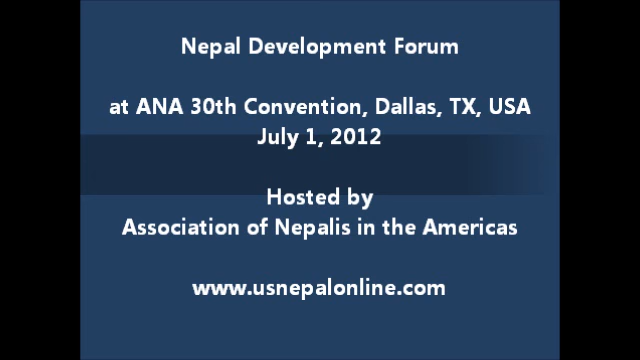 Nepal Development Forum
at ANA 30th Convention, Dallas, TX, USA
July 1, 2012
Hosted by
Association of Nepalis in the Americas
www.usnepalonline.com